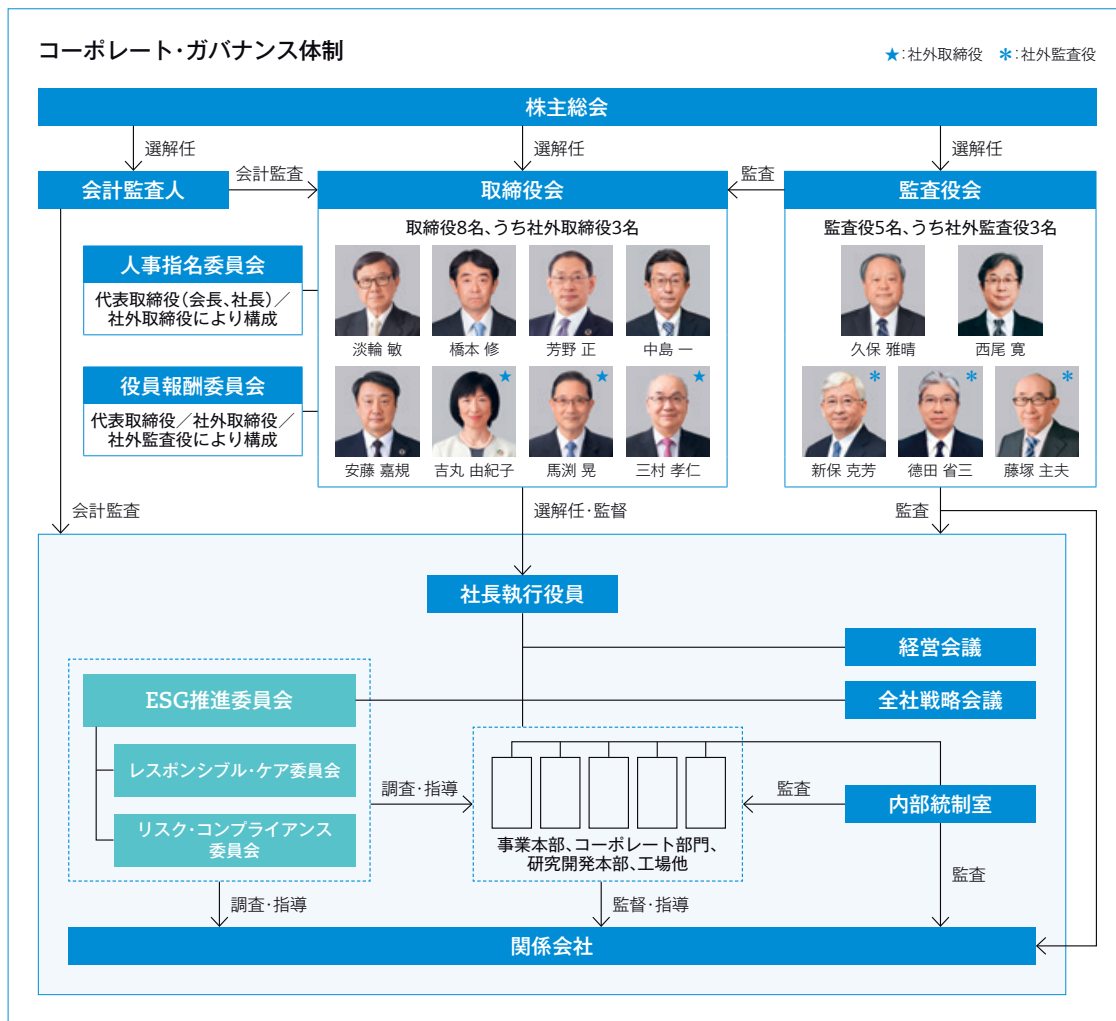 コーポレート・ガバナンス体制
★:社外取締役 ＊:社外監査役
株主総会
選解任
選解任
選解任
会計監査人
会計監査
取締役会
監査
監査役会
取締役8名、うち社外取締役3名
監査役5名、うち社外監査役3名
人事指名委員会
代表取締役(会長、社長)／
社外取締役により構成
淡輪 敏
橋本 修
芳野 正
中島 一
久保 雅晴
西尾 寛
役員報酬委員会
代表取締役／社外取締役／
社外監査役により構成
★
★
★
＊
＊
＊
安藤 嘉規
吉丸 由紀子
馬渕 晃
三村 孝仁
新保 克芳
徳田 省三
藤塚 主夫
会計監査
選解任・監督
監査
社長執行役員
経営会議
ESG推進委員会
全社戦略会議
レスポンシブル・ケア委員会
調査・指導
監査
内部統制室
リスク・コンプライアンス
委員会
事業本部、コーポレート部門、
研究開発本部、工場他
監査
調査・指導
監督・指導
関係会社